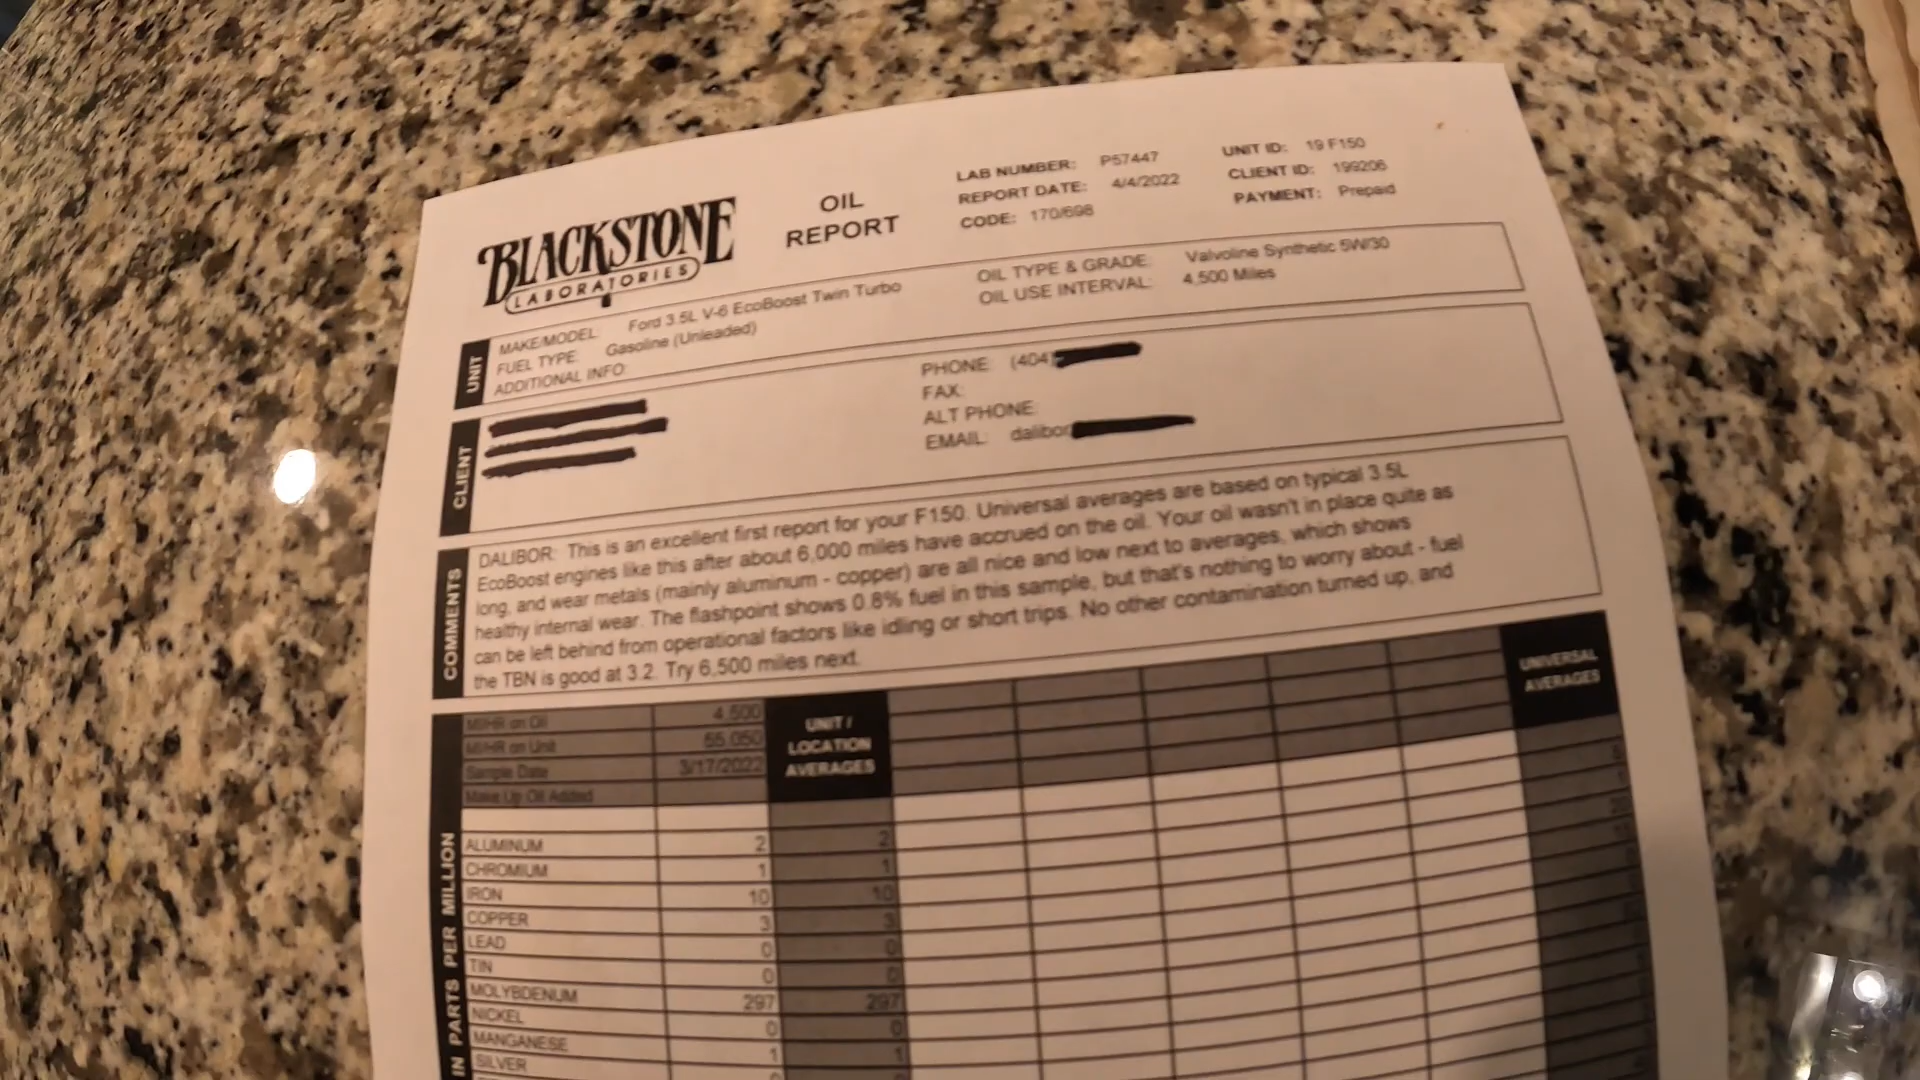 BLACKSTONE
LABORATORIES
OIL
REPORT
LAB NUMBER: P57447
REPORT DATE: 4/4/2022
CODE: 170/698
UNIT ID: 19 F150
CLIENT ID: 199206
PAYMENT: Prepaid
UNIT
MAKE/MODEL: Ford 3.5L V-6 EcoBoost Twin Turbo
FUEL TYPE: Gasoline (Unleaded)
ADDITIONAL INFO:
OIL TYPE & GRADE: Valvoline Synthetic 5W/30
OIL USE INTERVAL: 4,500 Miles
CLIENT
PHONE: (404)
FAX:
ALT PHONE:
EMAIL: dalibor
COMMENTS
DALIBOR: This is an excellent first report for your F150. Universal averages are based on typical 3.5L
EcoBoost engines like this after about 6,000 miles have accrued on the oil. Your oil wasn't in place quite as
long, and wear metals (mainly aluminum - copper) are all nice and low next to averages, which shows
healthy internal wear. The flashpoint shows 0.8% fuel in this sample, but that's nothing to worry about - fuel
can be left behind from operational factors like idling or short trips. No other contamination turned up, and
the TBN is good at 3.2. Try 6,500 miles next.
MI/HR on Oil 4,500
MI/HR on Unit 65,050
Sample Date 3/17/2022
Make Up Oil Added
UNIT /
LOCATION
AVERAGES
UNIVERSAL
AVERAGES
IN PARTS PER MILLION
ALUMINUM 2 2
CHROMIUM 1 1
IRON 10 10
COPPER 3 3
LEAD 0 0
TIN 0 0
MOLYBDENUM 297 297
NICKEL 0 0
MANGANESE 1 1
SILVER